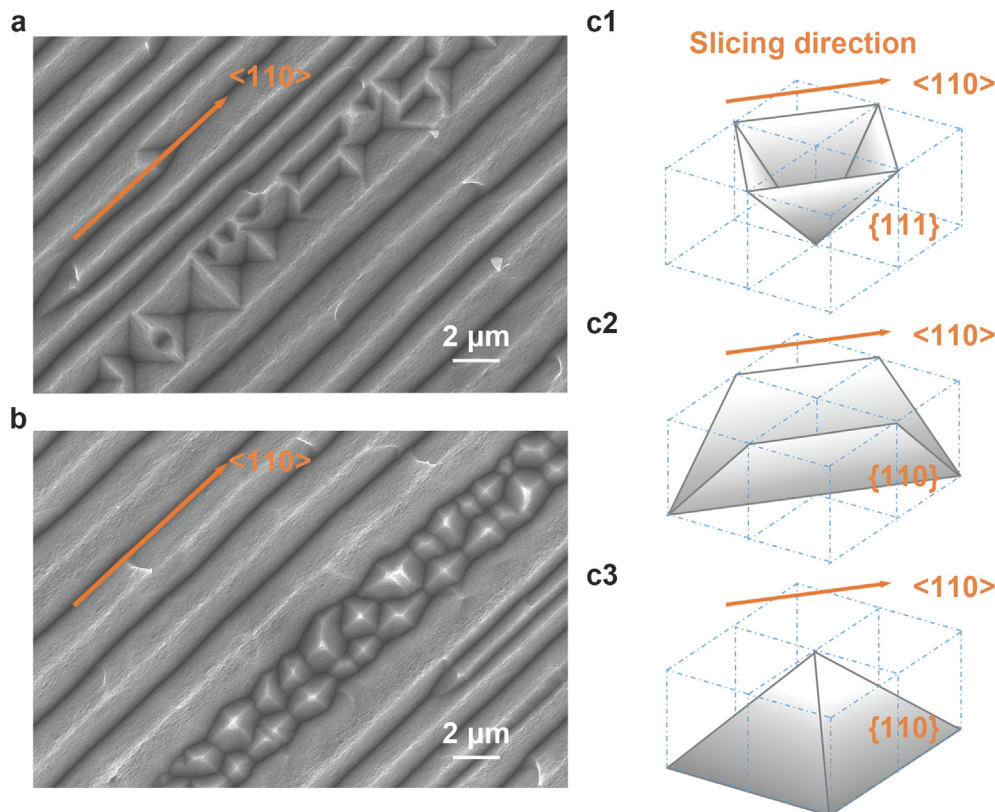 a
<110>
2 μm
b
<110>
2 μm
c1
Slicing direction
<110>
{111}
c2
<110>
{110}
c3
<110>
{110}